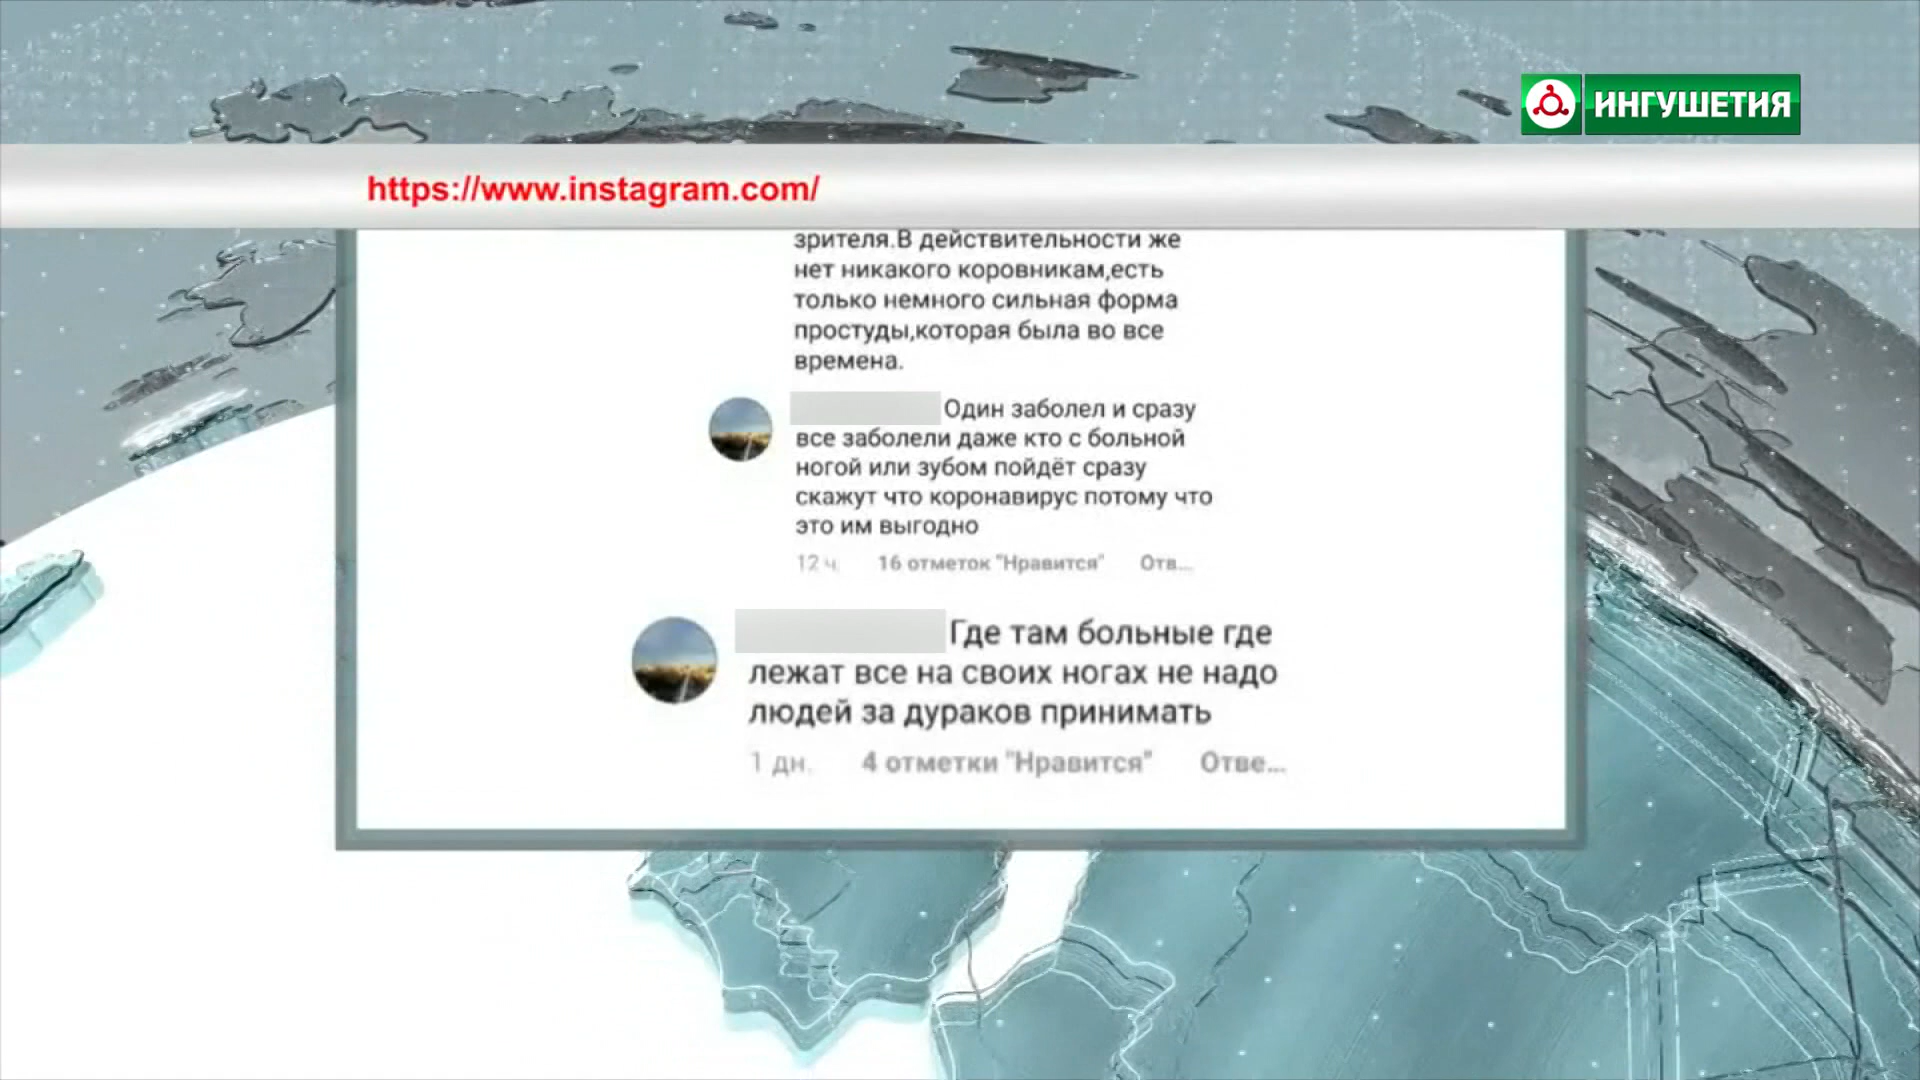 ИНГУШЕТИЯ
https://www.instagram.com/
зрителя.В действительности же
нет никакого коровникам,есть
только немного сильная форма
простуды,которая была во все
времена.
Один заболел и сразу
все заболели даже кто с больной
ногой или зубом пойдёт сразу
скажут что коронавирус потому что
это им выгодно
12 ч. 16 отметок "Нравится" Отв...
Где там больные где
лежат все на своих ногах не надо
людей за дураков принимать
1 дн. 4 отметки "Нравится" Отве...